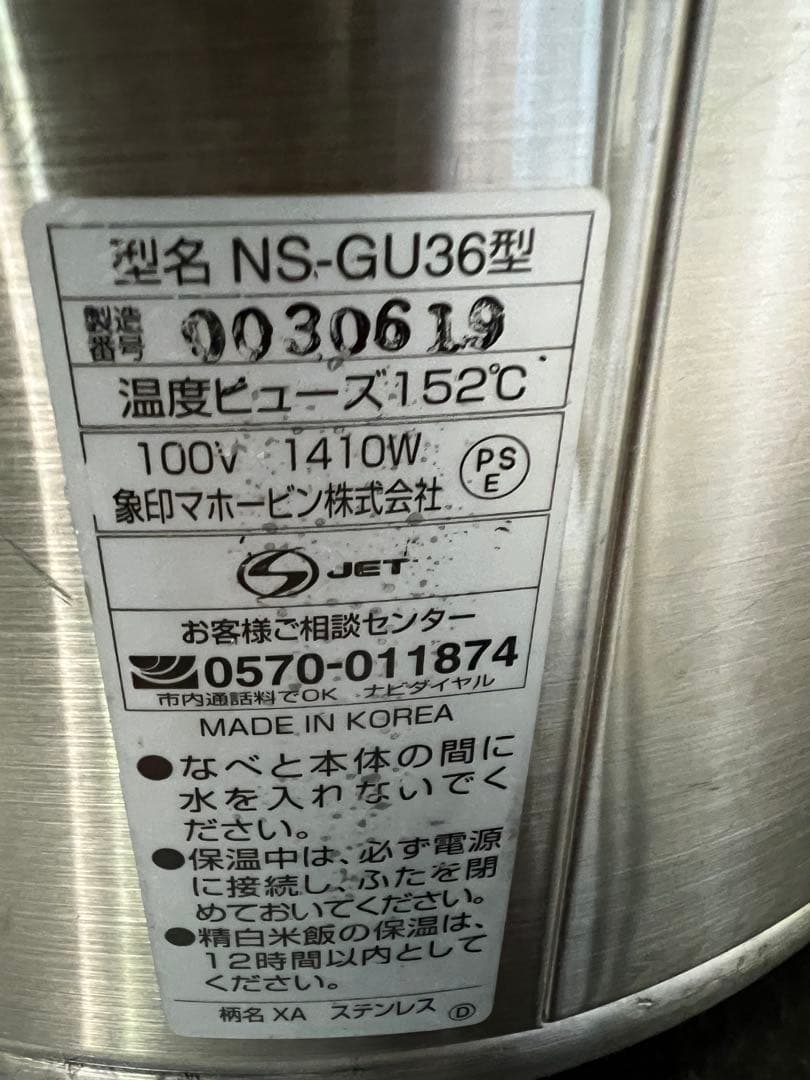 型名 NS-GU36型
製造番号 0030619
温度ヒューズ152℃
100V 1410W
PSE
象印マホービン株式会社
JET
お客様ご相談センター
0570-011874
市内通話料でOK ナビダイヤル
MADE IN KOREA
●なべと本体の間に
水を入れないでく
ださい。
●保温中は、必ず電源
に接続し、ふたを閉
めておいてください。
●精白米飯の保温は、
12時間以内として
ください。
柄名 XA ステンレス Ⓓ